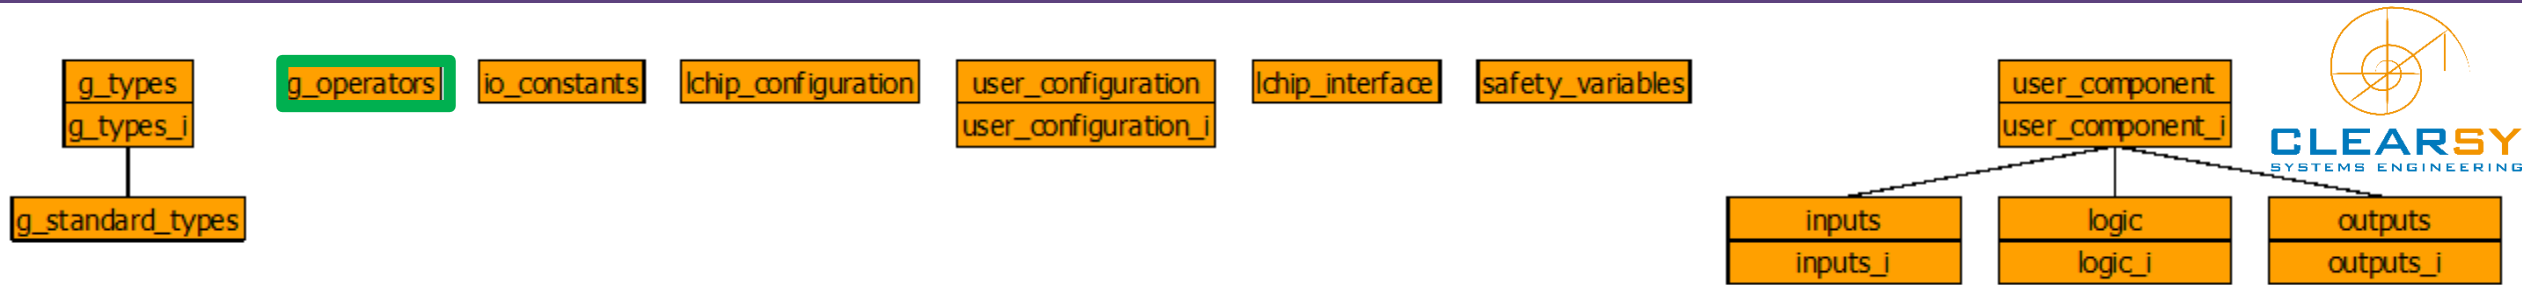 g_types
g_types_i
g_standard_types
g_operators
io_constants
lchip_configuration
user_configuration
user_configuration_i
lchip_interface
safety_variables
user_component
user_component_i
inputs
inputs_i
logic
logic_i
outputs
outputs_i
CLEARSY
SYSTEMS ENGINEERING